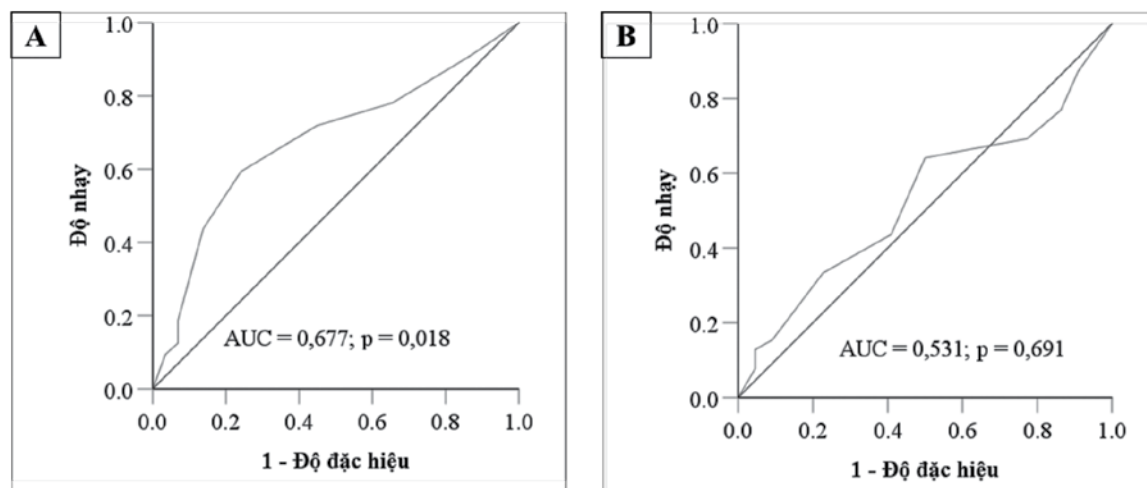 A
1.0
0.8
0.6
0.4
0.2
0.0
Độ nhạy
AUC = 0,677; p = 0,018
0.0 0.2 0.4 0.6 0.8 1.0
1 - Độ đặc hiệu
B
1.0
0.8
0.6
0.4
0.2
0.0
Độ nhạy
AUC = 0,531; p = 0,691
0.0 0.2 0.4 0.6 0.8 1.0
1 - Độ đặc hiệu